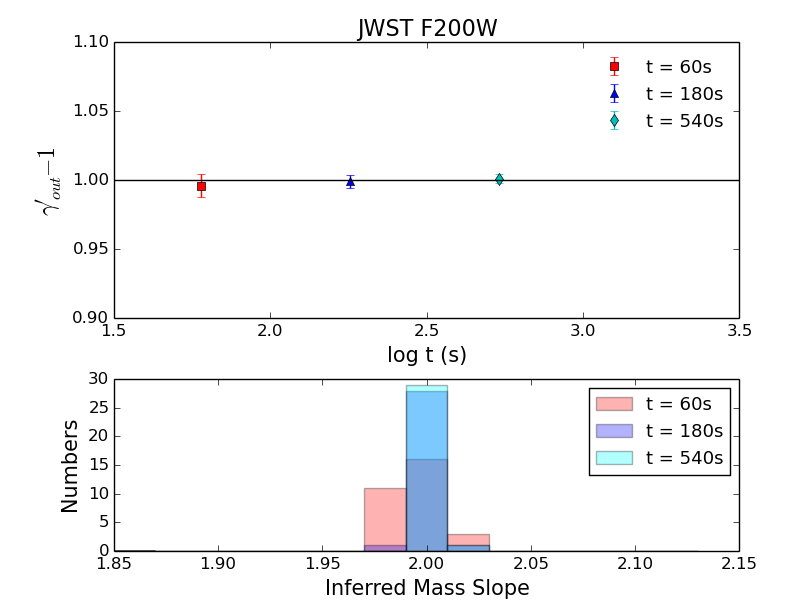 JWST F200W
1.10
1.05
1.00
0.95
0.90
γ′out−1
t = 60s
t = 180s
t = 540s
1.5 2.0 2.5 3.0 3.5
log t (s)
30
25
20
15
10
5
0
Numbers
t = 60s
t = 180s
t = 540s
1.85 1.90 1.95 2.00 2.05 2.10 2.15
Inferred Mass Slope